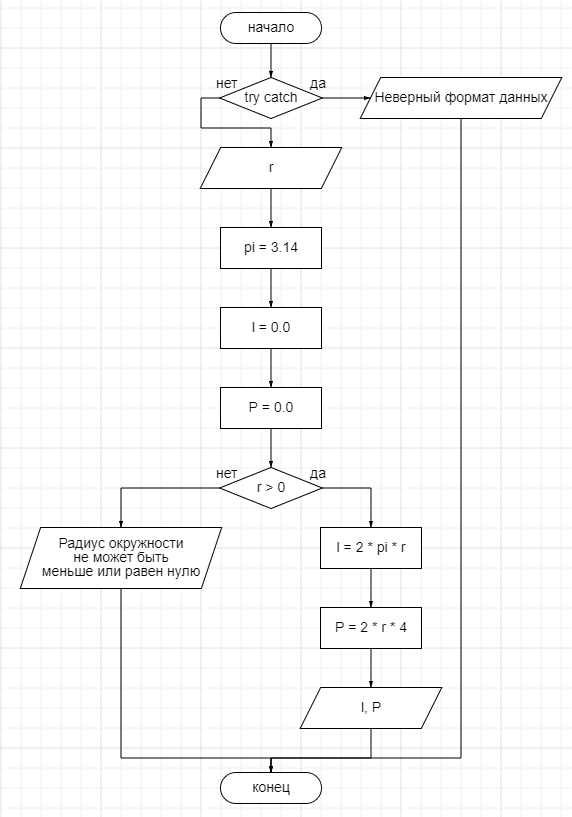 начало
нет
да
try catch
Неверный формат данных
r
pi = 3.14
l = 0.0
P = 0.0
нет
да
r > 0
Радиус окружности
не может быть
меньше или равен нулю
l = 2 * pi * r
P = 2 * r * 4
l, P
конец